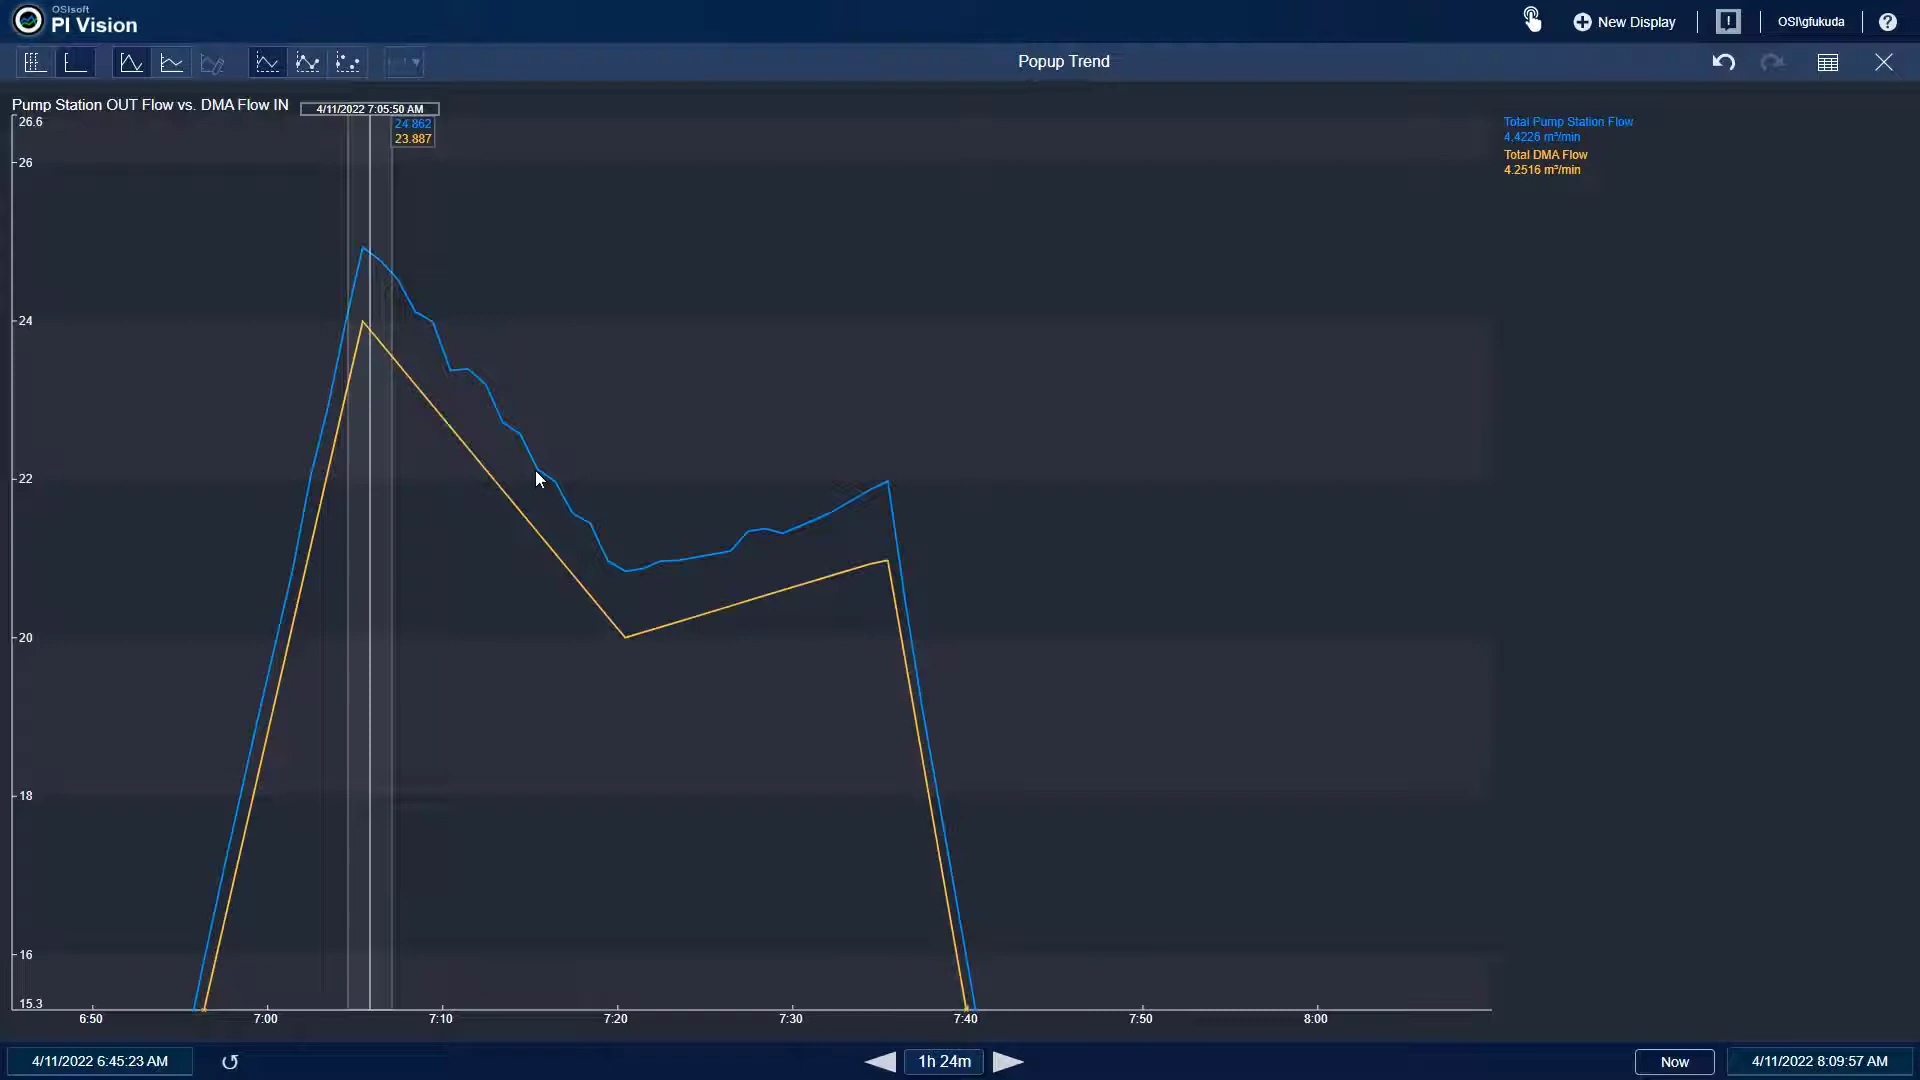 OSIsoft
PI Vision
New Display
OSI\gfukuda
Popup Trend
Pump Station OUT Flow vs. DMA Flow IN
4/11/2022 7:05:50 AM
24.862
23.887
26.6
26
24
22
20
18
16
15.3
6:50
7:00
7:10
7:20
7:30
7:40
7:50
8:00
Total Pump Station Flow
4.4226 m³/min
Total DMA Flow
4.2516 m³/min
4/11/2022 6:45:23 AM
1h 24m
Now
4/11/2022 8:09:57 AM